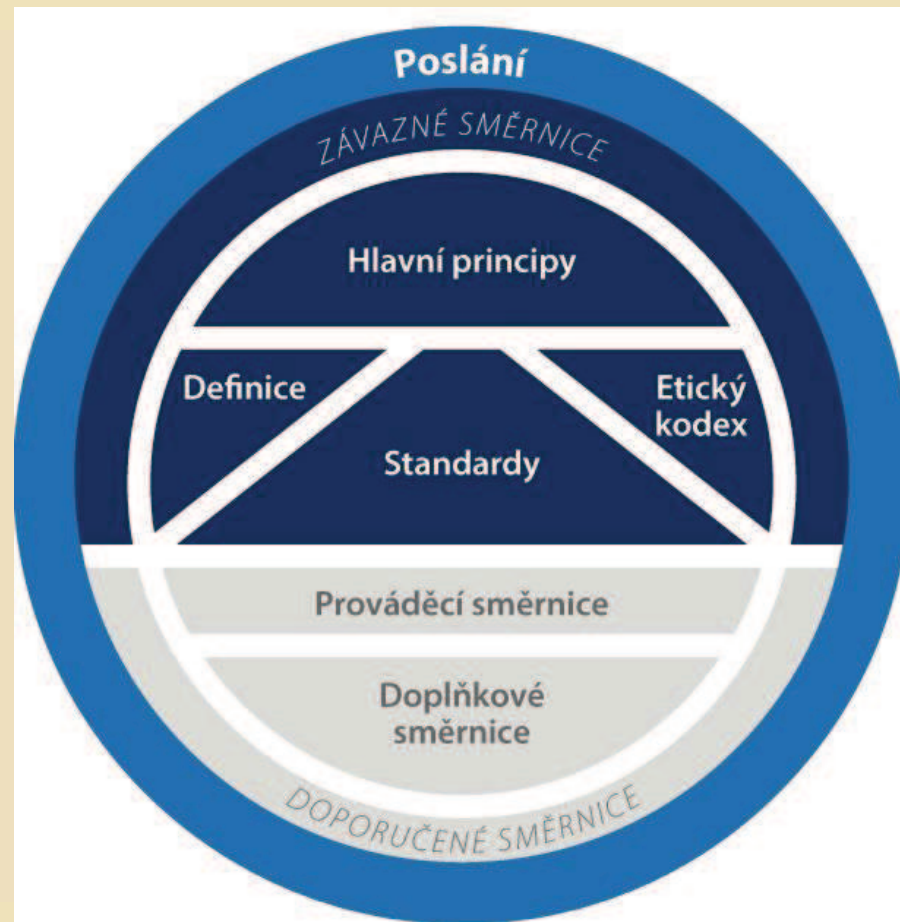 Poslání
ZÁVAZNÉ SMĚRNICE
Hlavní principy
Definice
Etický
kodex
Standardy
Prováděcí směrnice
Doplňkové
směrnice
DOPORUČENÉ SMĚRNICE